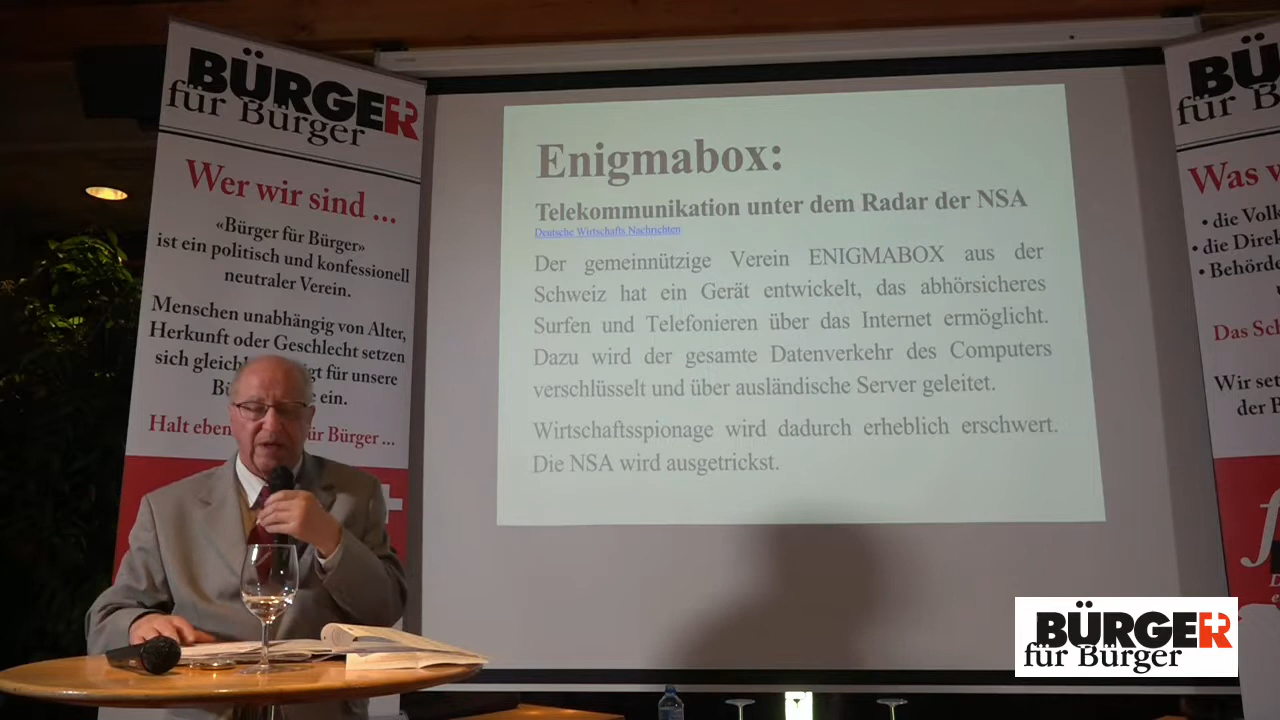 BÜRGER
für Bürger
Wer wir sind ...
«Bürger für Bürger»
ist ein politisch und konfessionell
neutraler Verein.
Menschen unabhängig von Alter,
Herkunft oder Geschlecht setzen
für unsere
ein.
Halt
für Bürger ...
Enigmabox:
Telekommunikation unter dem Radar der NSA
Deutsche Wirtschafts Nachrichten
Der gemeinnützige Verein ENIGMABOX aus der
Schweiz hat ein Gerät entwickelt, das abhörsicheres
Surfen und Telefonieren über das Internet ermöglicht.
Dazu wird der gesamte Datenverkehr des Computers
verschlüsselt und über ausländische Server geleitet.
Wirtschaftsspionage wird dadurch erheblich erschwert.
Die NSA wird ausgetrickst.
BÜ
für B
Was w
• die Volk
• die Direk
• Behörde
Das Sch
Wir set
der B
BÜRGER
für Bürger